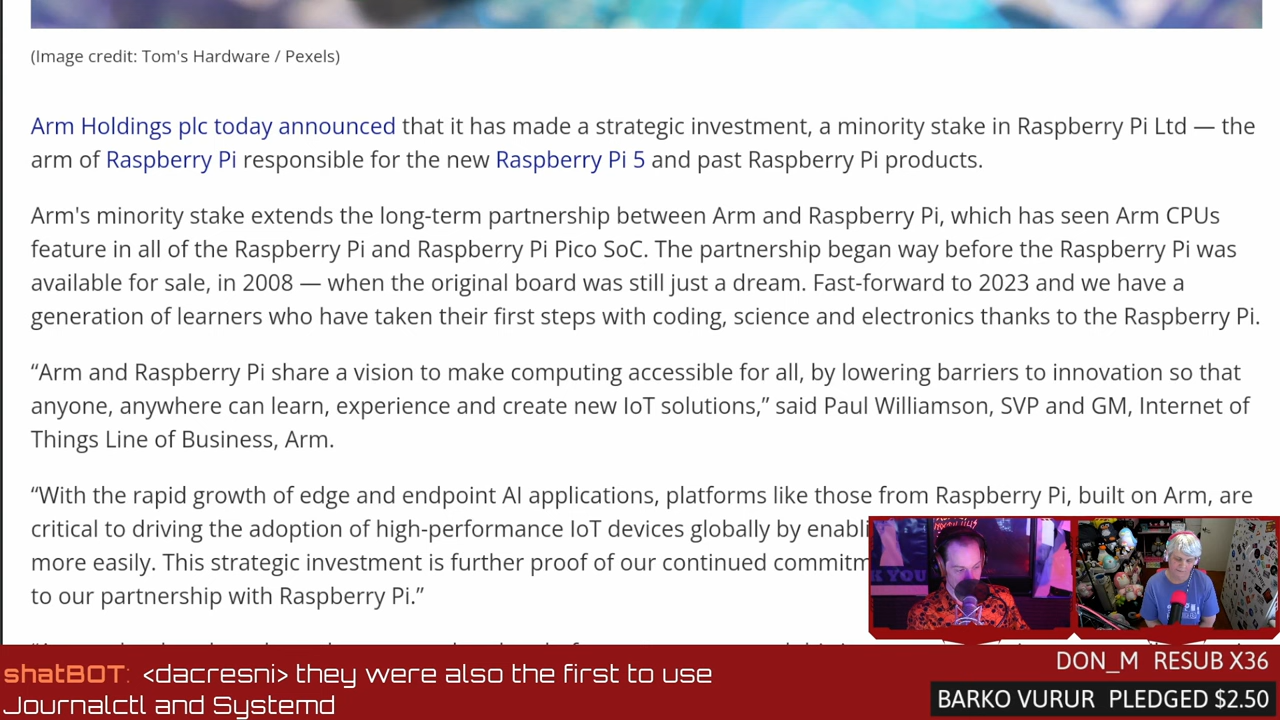 (Image credit: Tom's Hardware / Pexels)
Arm Holdings plc today announced that it has made a strategic investment, a minority stake in Raspberry Pi Ltd — the
arm of Raspberry Pi responsible for the new Raspberry Pi 5 and past Raspberry Pi products.
Arm's minority stake extends the long-term partnership between Arm and Raspberry Pi, which has seen Arm CPUs
feature in all of the Raspberry Pi and Raspberry Pi Pico SoC. The partnership began way before the Raspberry Pi was
available for sale, in 2008 — when the original board was still just a dream. Fast-forward to 2023 and we have a
generation of learners who have taken their first steps with coding, science and electronics thanks to the Raspberry Pi.
“Arm and Raspberry Pi share a vision to make computing accessible for all, by lowering barriers to innovation so that
anyone, anywhere can learn, experience and create new IoT solutions,” said Paul Williamson, SVP and GM, Internet of
Things Line of Business, Arm.
“With the rapid growth of edge and endpoint AI applications, platforms like those from Raspberry Pi, built on Arm, are
critical to driving the adoption of high-performance IoT devices globally by enabli
more easily. This strategic investment is further proof of our continued commitm
to our partnership with Raspberry Pi.”
K YOU
shatBOT: <dacresni> they were also the first to use
Journalctl and Systemd
DON_M RESUB X36
BARKO VURUR PLEDGED $2.50